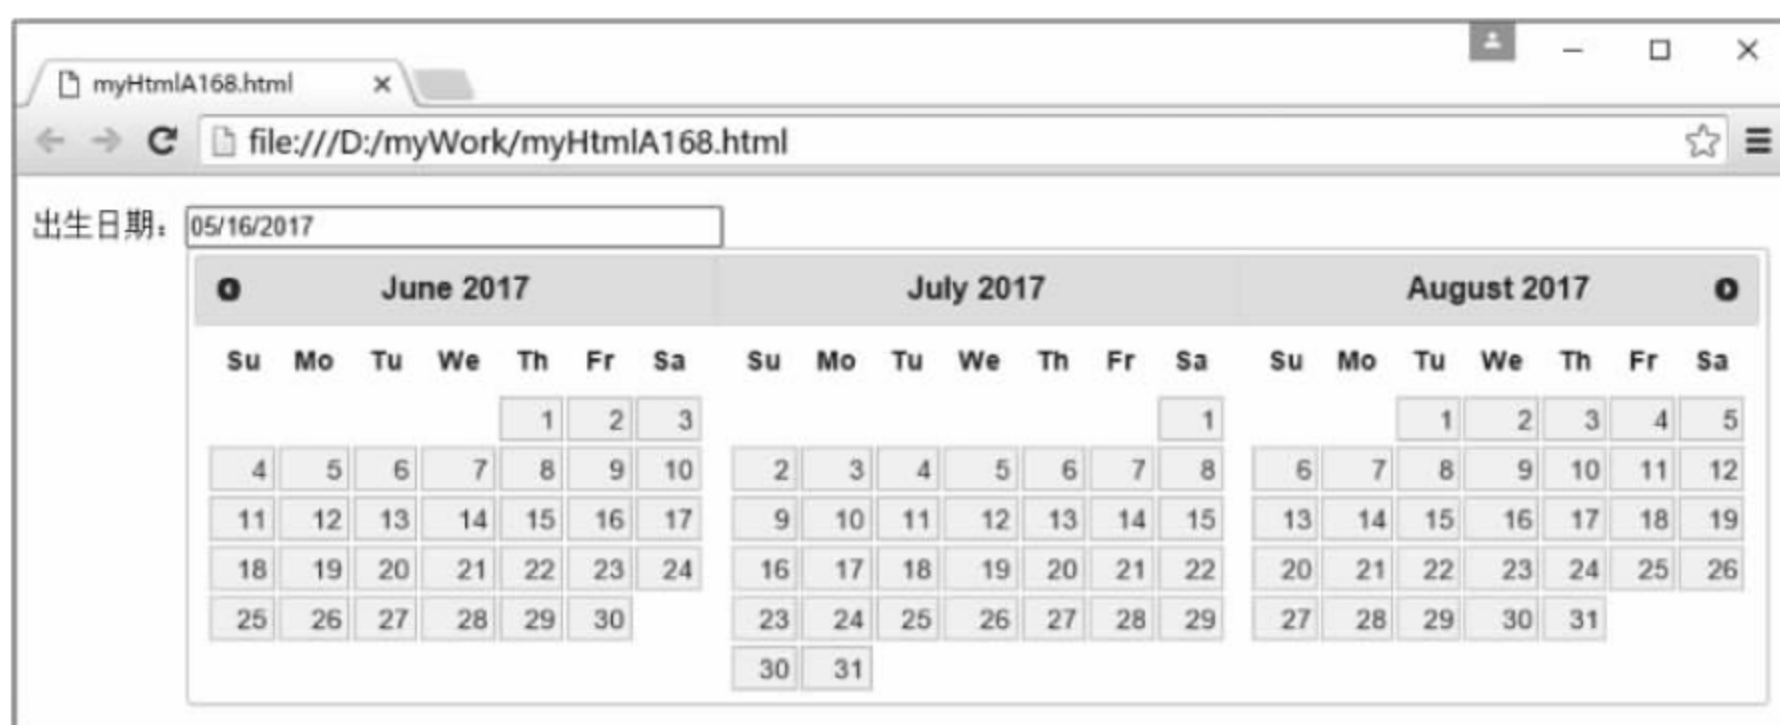 myHtmlA168.html
file:///D:/myWork/myHtmlA168.html
出生日期： 05/16/2017
June 2017 July 2017 August 2017
Su Mo Tu We Th Fr Sa Su Mo Tu We Th Fr Sa Su Mo Tu We Th Fr Sa
1 2 3 1 1 2 3 4 5
4 5 6 7 8 9 10 2 3 4 5 6 7 8 6 7 8 9 10 11 12
11 12 13 14 15 16 17 9 10 11 12 13 14 15 13 14 15 16 17 18 19
18 19 20 21 22 23 24 16 17 18 19 20 21 22 20 21 22 23 24 25 26
25 26 27 28 29 30 23 24 25 26 27 28 29 27 28 29 30 31
30 31